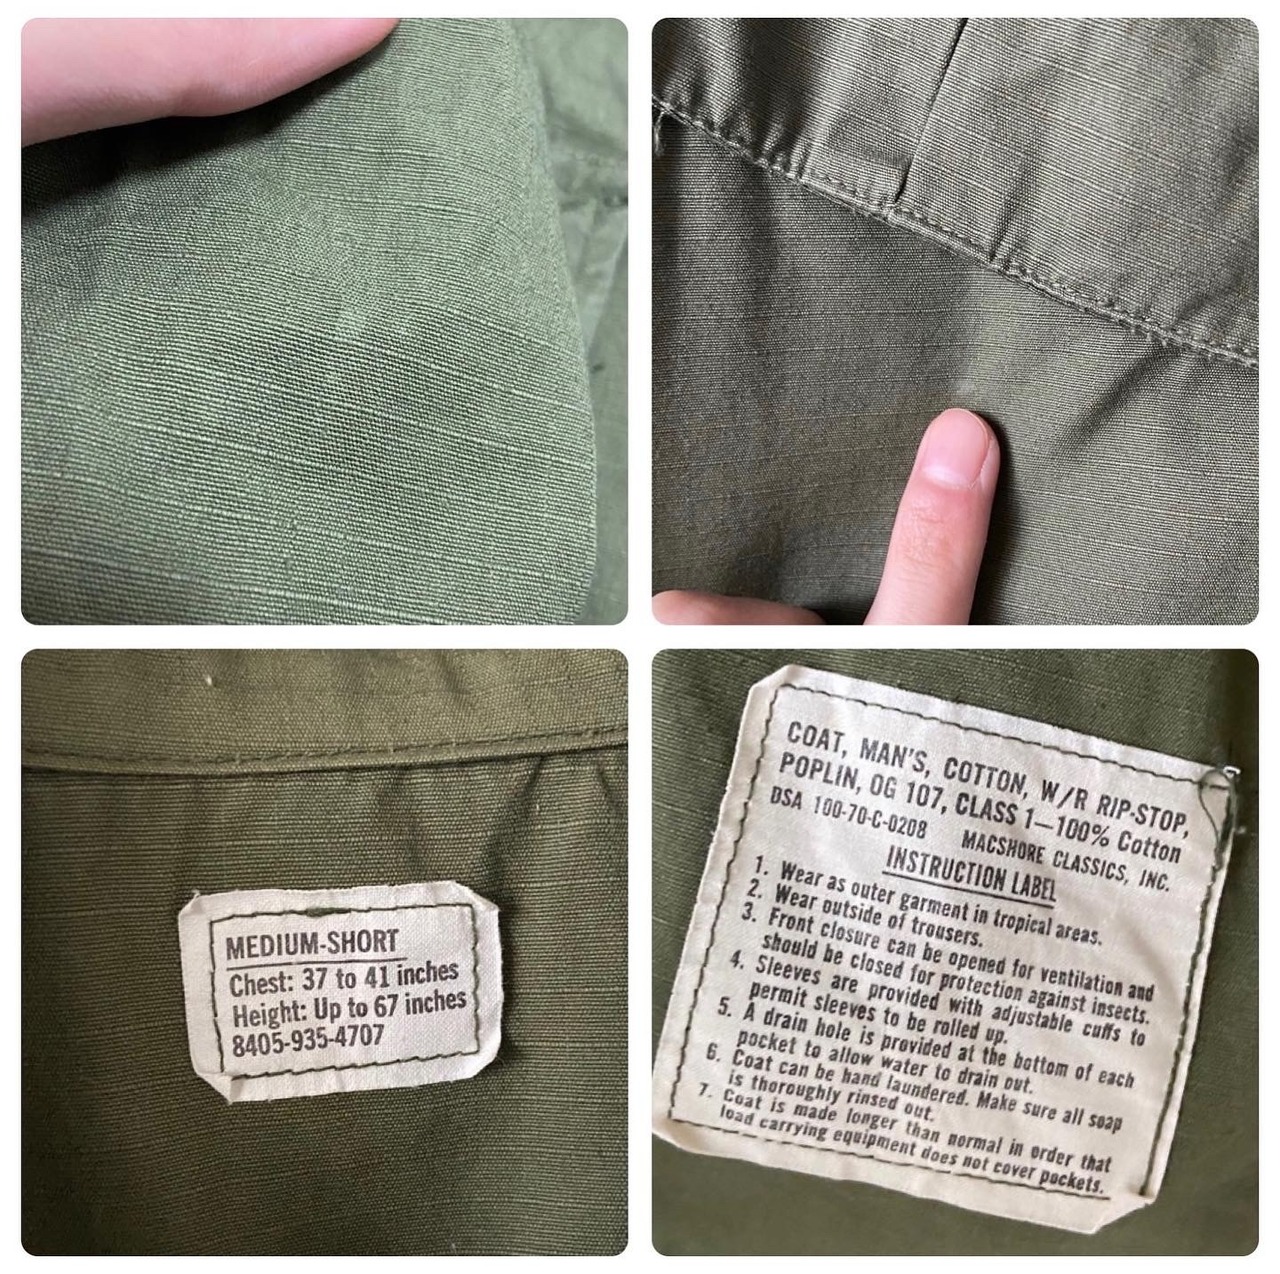 MEDIUM-SHORT
Chest: 37 to 41 inches
Height: Up to 67 inches
8405-935-4707
COAT, MAN'S, COTTON, W/R RIP-STOP,
POPLIN, OG 107, CLASS 1—100% Cotton
DSA 100-70-C-0208 MACSHORE CLASSICS, INC.
INSTRUCTION LABEL
1. Wear as outer garment in tropical areas.
2. Wear outside of trousers.
3. Front closure can be opened for ventilation and
should be closed for protection against insects.
4. Sleeves are provided with adjustable cuffs to
permit sleeves to be rolled up.
5. A drain hole is provided at the bottom of each
pocket to allow water to drain out.
6. Coat can be hand laundered. Make sure all soap
is thoroughly rinsed out.
7. Coat is made longer than normal in order that
load carrying equipment does not cover pockets.